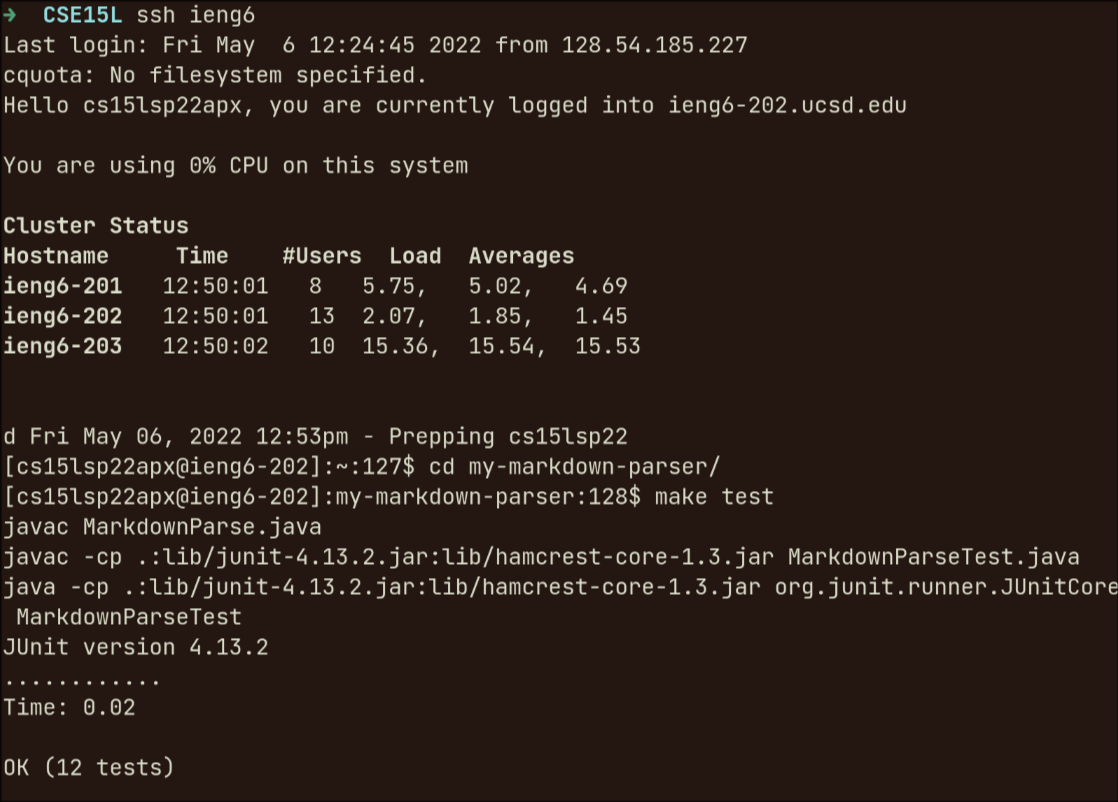 →  CSE15L ssh ieng6
Last login: Fri May  6 12:24:45 2022 from 128.54.185.227
cquota: No filesystem specified.
Hello cs15lsp22apx, you are currently logged into ieng6-202.ucsd.edu
You are using 0% CPU on this system
Cluster Status
Hostname     Time    #Users  Load  Averages
ieng6-201   12:50:01   8   5.75,   5.02,   4.69
ieng6-202   12:50:01   13  2.07,   1.85,   1.45
ieng6-203   12:50:02   10  15.36,  15.54,  15.53
d Fri May 06, 2022 12:53pm - Prepping cs15lsp22
[cs15lsp22apx@ieng6-202]:~:127$ cd my-markdown-parser/
[cs15lsp22apx@ieng6-202]:my-markdown-parser:128$ make test
javac MarkdownParse.java
javac -cp .:lib/junit-4.13.2.jar:lib/hamcrest-core-1.3.jar MarkdownParseTest.java
java -cp .:lib/junit-4.13.2.jar:lib/hamcrest-core-1.3.jar org.junit.runner.JUnitCore
 MarkdownParseTest
JUnit version 4.13.2
............
Time: 0.02
OK (12 tests)